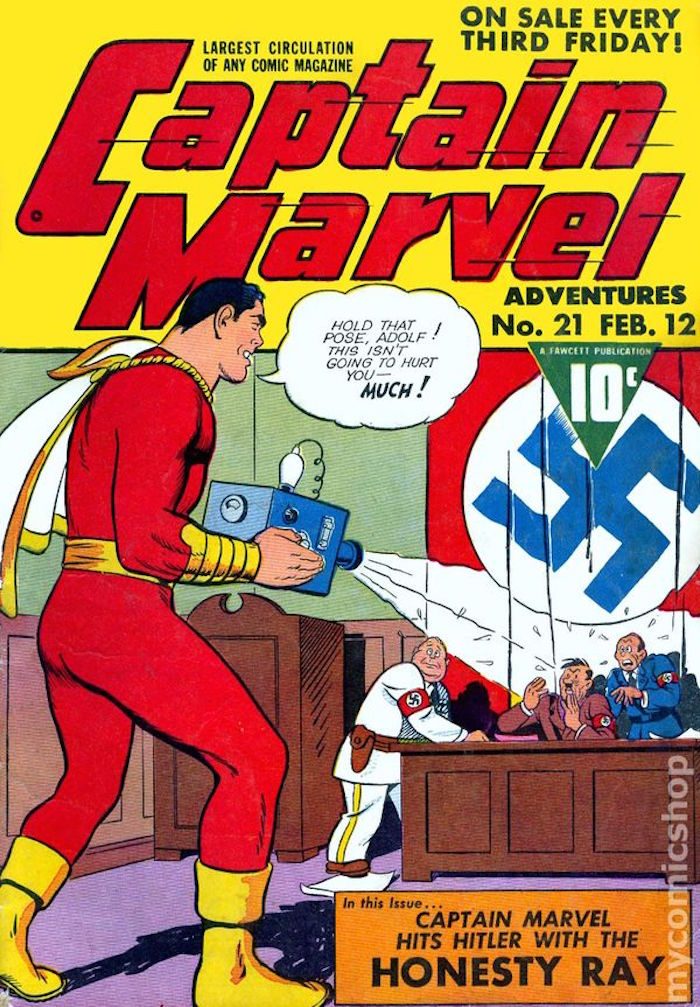 ON SALE EVERY
THIRD FRIDAY!
LARGEST CIRCULATION
OF ANY COMIC MAGAZINE
Captain
Marvel
ADVENTURES
No. 21 FEB. 12
A FAWCETT PUBLICATION
10¢
HOLD THAT
POSE, ADOLF!
THIS ISN'T
GOING TO HURT
YOU—
MUCH!
In this Issue...
CAPTAIN MARVEL
HITS HITLER WITH THE
HONESTY RAY
mycomicshop